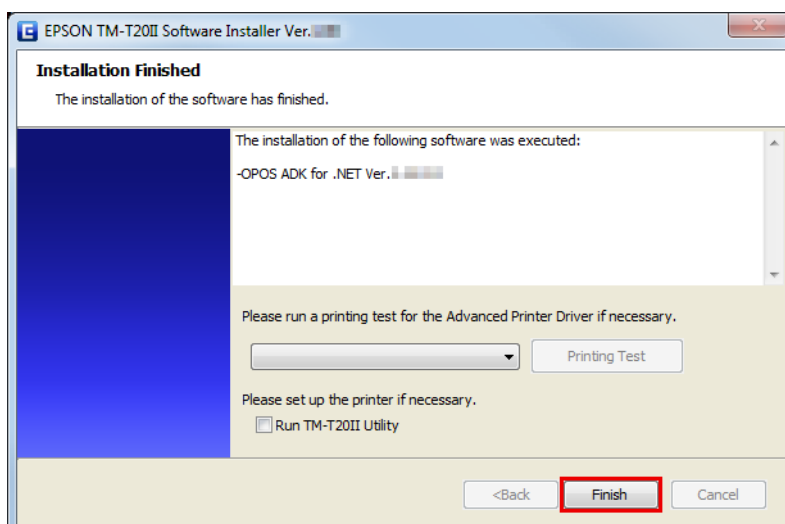 EPSON TM-T20II Software Installer Ver.
Installation Finished
The installation of the software has finished.
The installation of the following software was executed:
-OPOS ADK for .NET Ver.
Please run a printing test for the Advanced Printer Driver if necessary.
Printing Test
Please set up the printer if necessary.
Run TM-T20II Utility
<Back Finish Cancel